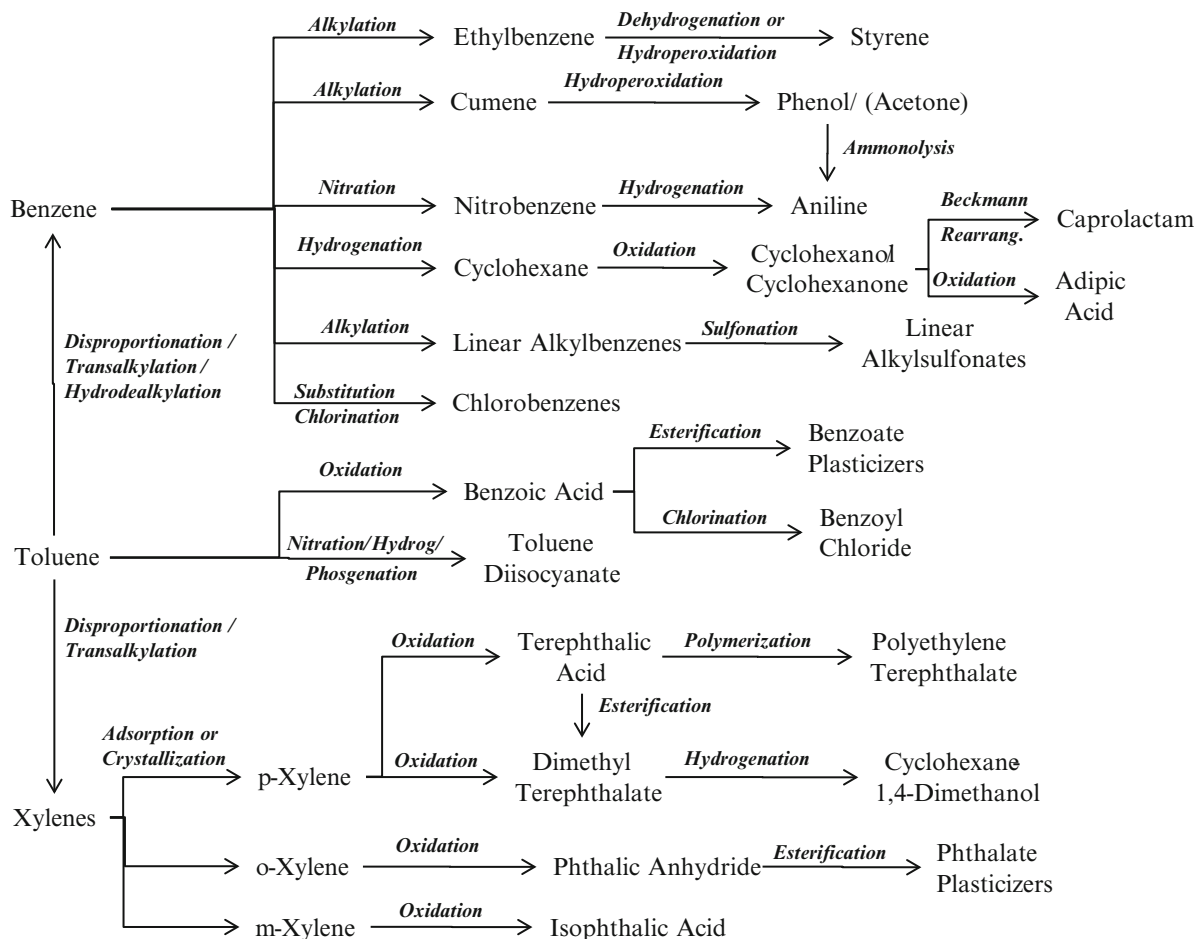 Alkylation
Ethylbenzene
Dehydrogenation or
Hydroperoxidation
Styrene
Alkylation
Cumene
Hydroperoxidation
Phenol/ (Acetone)
Ammonolysis
Benzene
Nitration
Nitrobenzene
Hydrogenation
Aniline
Hydrogenation
Cyclohexane
Oxidation
Cyclohexanol/
Cyclohexanone
Beckmann
Rearrang.
Caprolactam
Oxidation
Adipic
Acid
Alkylation
Linear Alkylbenzenes
Sulfonation
Linear
Alkylsulfonates
Disproportionation /
Transalkylation /
Hydrodealkylation
Substitution
Chlorination
Chlorobenzenes
Oxidation
Benzoic Acid
Esterification
Benzoate
Plasticizers
Chlorination
Benzoyl
Chloride
Toluene
Nitration/Hydrog/
Phosgenation
Toluene
Diisocyanate
Disproportionation /
Transalkylation
Oxidation
Terephthalic
Acid
Polymerization
Polyethylene
Terephthalate
Esterification
Adsorption or
Crystallization
p-Xylene
Oxidation
Dimethyl
Terephthalate
Hydrogenation
Cyclohexane-
1,4-Dimethanol
Xylenes
o-Xylene
Oxidation
Phthalic Anhydride
Esterification
Phthalate
Plasticizers
m-Xylene
Oxidation
Isophthalic Acid